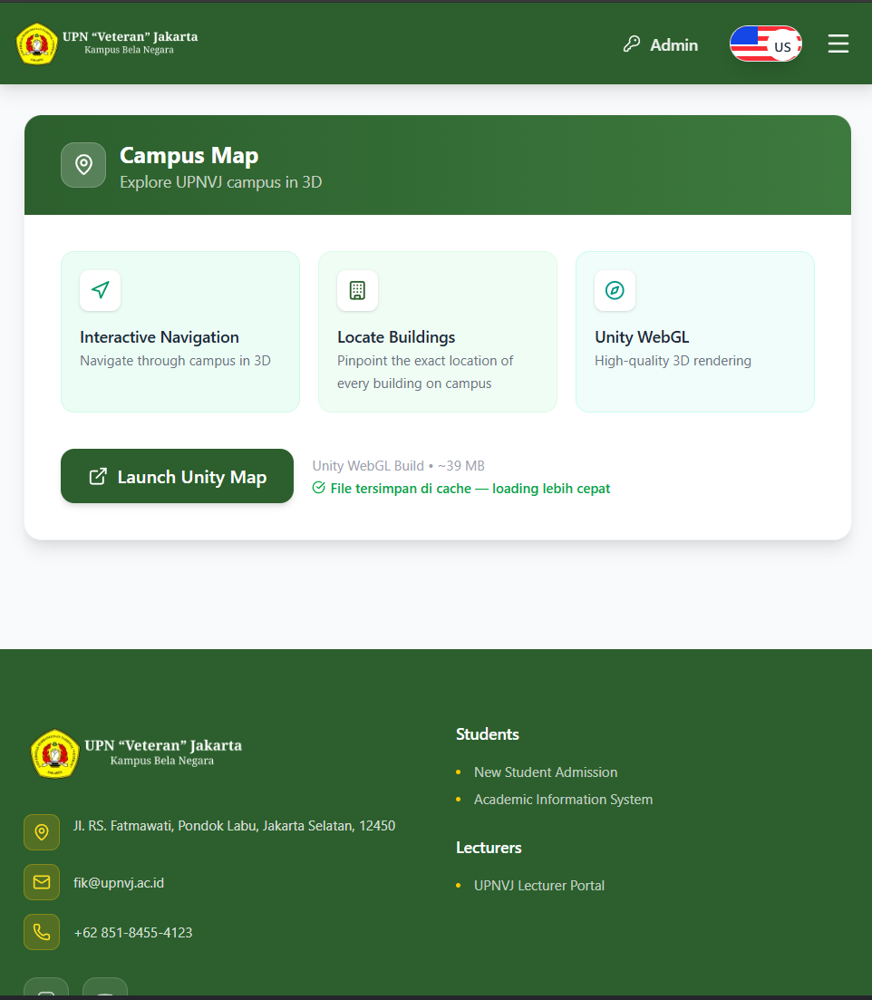 UPN “Veteran” Jakarta
Kampus Bela Negara
Admin
US
Campus Map
Explore UPNVJ campus in 3D
Interactive Navigation
Navigate through campus in 3D
Locate Buildings
Pinpoint the exact location of
every building on campus
Unity WebGL
High-quality 3D rendering
Launch Unity Map
Unity WebGL Build • ~39 MB
File tersimpan di cache — loading lebih cepat
UPN “Veteran” Jakarta
Kampus Bela Negara
Jl. RS. Fatmawati, Pondok Labu, Jakarta Selatan, 12450
fik@upnvj.ac.id
+62 851-8455-4123
Students
• New Student Admission
• Academic Information System
Lecturers
• UPNVJ Lecturer Portal